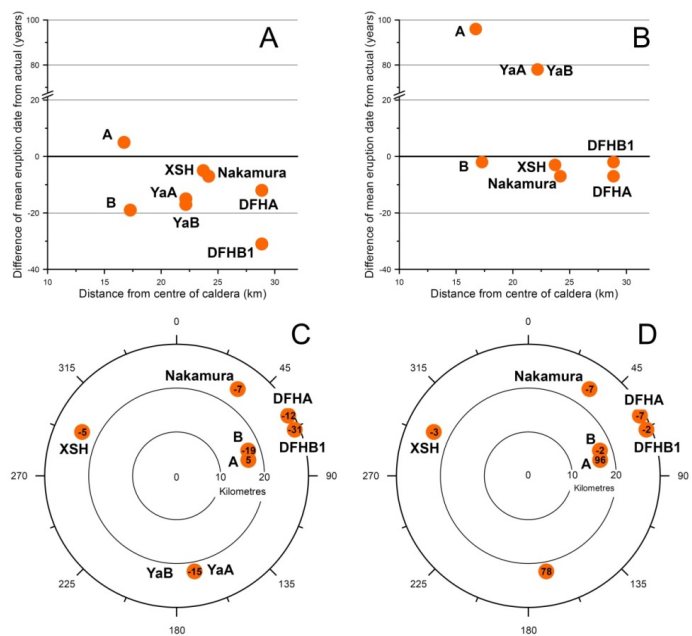 A
B
Difference of mean eruption date from actual (years)
100
80
20
0
-20
-40
A
B
XSH
Nakamura
YaA
YaB
DFHA
DFHB1
10 15 20 25 30
Distance from centre of caldera (km)
Difference of mean eruption date from actual (years)
100
80
20
0
-20
-40
A
YaA YaB
DFHB1
B
XSH
Nakamura
DFHA
10 15 20 25 30
Distance from centre of caldera (km)
C
0
45
90
135
180
225
270
315
Nakamura
-7
DFHA
-12
-31
DFHB1
-5
XSH
B
-19
A
5
0 10 20
Kilometres
YaB -15 YaA
D
0
45
90
135
180
225
270
315
Nakamura
-7
DFHA
-7
-2
DFHB1
-3
XSH
B
-2
A
96
0 10 20
Kilometres
78